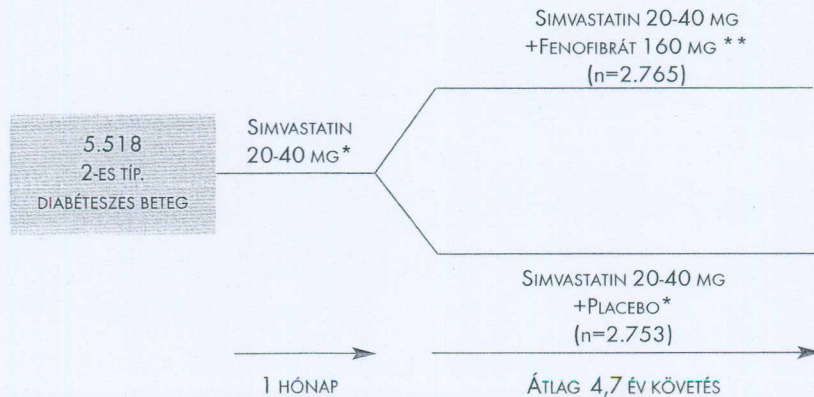 SIMVASTATIN 20-40 MG
+FENOFIBRÁT 160 MG **
(n=2.765)
5.518
2-ES TÍP.
DIABÉTESZES BETEG
SIMVASTATIN
20-40 MG*
SIMVASTATIN 20-40 MG
+PLACEBO*
(n=2.753)
1 HÓNAP
ÁTLAG 4,7 ÉV KÖVETÉS